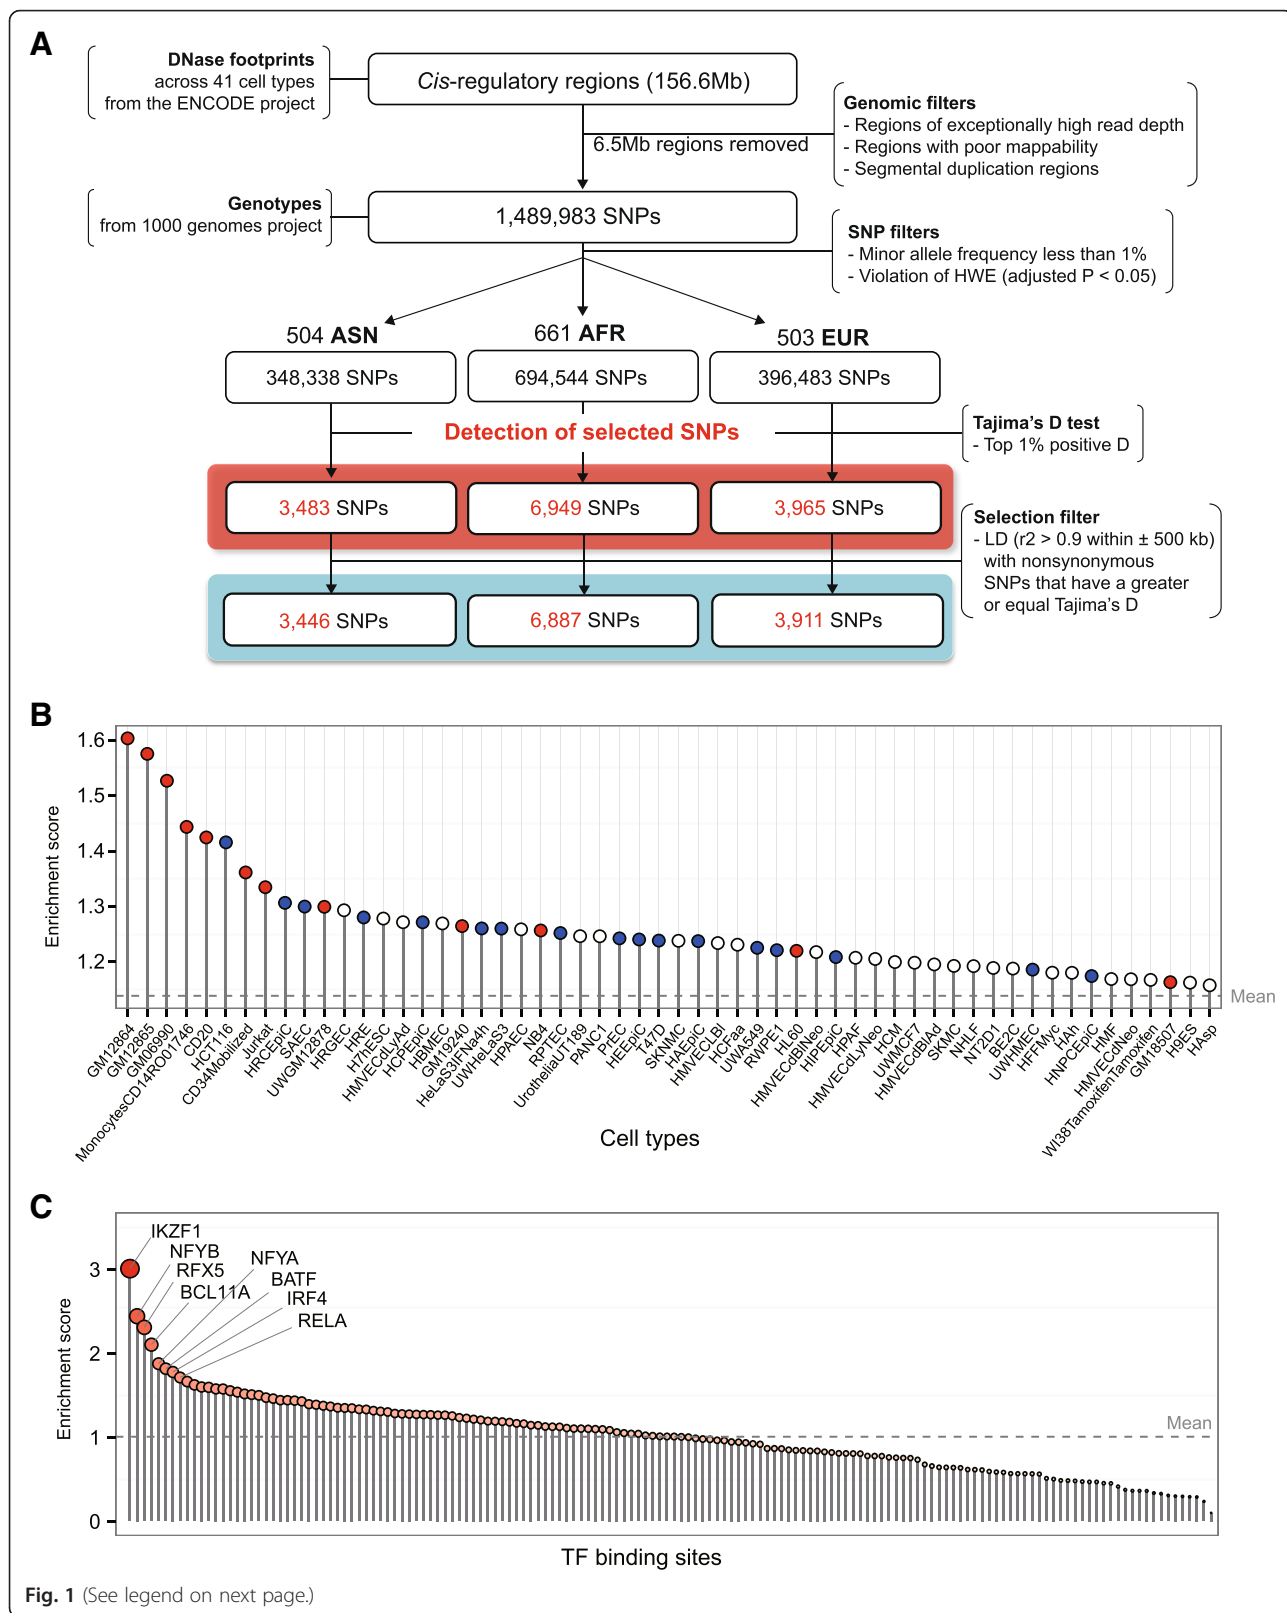 A
DNase footprints
across 41 cell types
from the ENCODE project
Cis-regulatory regions (156.6Mb)
Genomic filters
- Regions of exceptionally high read depth
- Regions with poor mappability
- Segmental duplication regions
6.5Mb regions removed
Genotypes
from 1000 genomes project
1,489,983 SNPs
SNP filters
- Minor allele frequency less than 1%
- Violation of HWE (adjusted P < 0.05)
504 ASN
661 AFR
503 EUR
348,338 SNPs
694,544 SNPs
396,483 SNPs
Detection of selected SNPs
Tajima's D test
- Top 1% positive D
3,483 SNPs
6,949 SNPs
3,965 SNPs
Selection filter
- LD (r2 > 0.9 within ± 500 kb)
with nonsynonymous
SNPs that have a greater
or equal Tajima's D
3,446 SNPs
6,887 SNPs
3,911 SNPs
B
Enrichment score
1.6
1.5
1.4
1.3
1.2
Mean
GM12864
GM12865
GM06990
MonocytesCD14RO01746
CD20
HCT116
CD34Mobilized
Jurkat
HRCEpiC
SAEC
UWGM12878
HRGEC
HRE
H7hESC
HMVECdLyAd
HCPEpiC
HBMEC
GM19240
HeLaS3IFNa4h
UWHeLaS3
HPAEC
NB4
RPTEC
UrotheliaUT189
PANC1
PrEC
HEEpiC
T47D
SKNMC
HAEpiC
HMVECLBl
HCFaa
UWA549
RWPE1
HL60
HMVECdBlNeo
HIPEpiC
HPAF
HMVECdLyNeo
HCM
UWMCF7
HMVECdBlAd
SKMC
NHLF
NT2D1
BE2C
UWHMEC
HFFMyc
HAh
HNPCEpiC
HMF
HMVECdNeo
WI38TamoxifenTamoxifen
GM18507
H9ES
HAsp
Cell types
C
Enrichment score
3
2
1
0
IKZF1
NFYB
RFX5
BCL11A
NFYA
BATF
IRF4
RELA
Mean
TF binding sites
Fig. 1 (See legend on next page.)